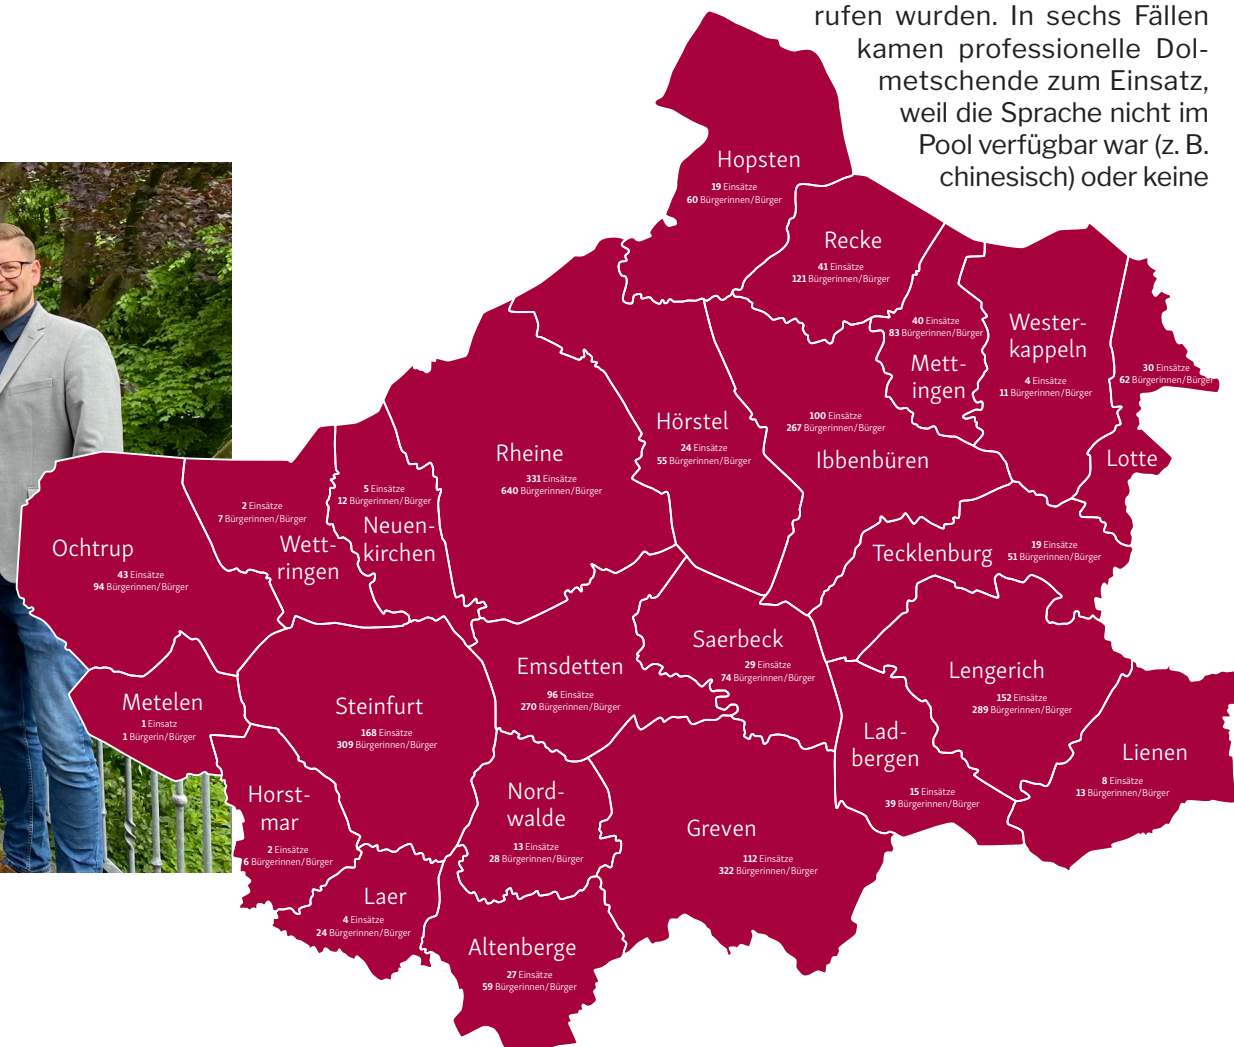 rufen wurden. In sechs Fällen
kamen professionelle Dol-
metschende zum Einsatz,
weil die Sprache nicht im
Pool verfügbar war (z. B.
chinesisch) oder keine
Hopsten
19 Einsätze
60 Bürgerinnen/Bürger
Recke
41 Einsätze
121 Bürgerinnen/Bürger
40 Einsätze
83 Bürgerinnen/Bürger
Mett-
ingen
Wester-
kappeln
4 Einsätze
11 Bürgerinnen/Bürger
30 Einsätze
62 Bürgerinnen/Bürger
Lotte
Hörstel
24 Einsätze
55 Bürgerinnen/Bürger
100 Einsätze
267 Bürgerinnen/Bürger
Ibbenbüren
Rheine
331 Einsätze
640 Bürgerinnen/Bürger
5 Einsätze
12 Bürgerinnen/Bürger
Neuen-
kirchen
2 Einsätze
7 Bürgerinnen/Bürger
Wett-
ringen
Ochtrup
43 Einsätze
94 Bürgerinnen/Bürger
Tecklenburg
19 Einsätze
51 Bürgerinnen/Bürger
Saerbeck
29 Einsätze
74 Bürgerinnen/Bürger
Emsdetten
96 Einsätze
270 Bürgerinnen/Bürger
Lengerich
152 Einsätze
289 Bürgerinnen/Bürger
Metelen
1 Einsatz
1 Bürgerin/Bürger
Steinfurt
168 Einsätze
309 Bürgerinnen/Bürger
Lad-
bergen
15 Einsätze
39 Bürgerinnen/Bürger
Lienen
8 Einsätze
13 Bürgerinnen/Bürger
Horst-
mar
2 Einsätze
6 Bürgerinnen/Bürger
Nord-
walde
13 Einsätze
28 Bürgerinnen/Bürger
Greven
112 Einsätze
322 Bürgerinnen/Bürger
Laer
4 Einsätze
24 Bürgerinnen/Bürger
Altenberge
27 Einsätze
59 Bürgerinnen/Bürger